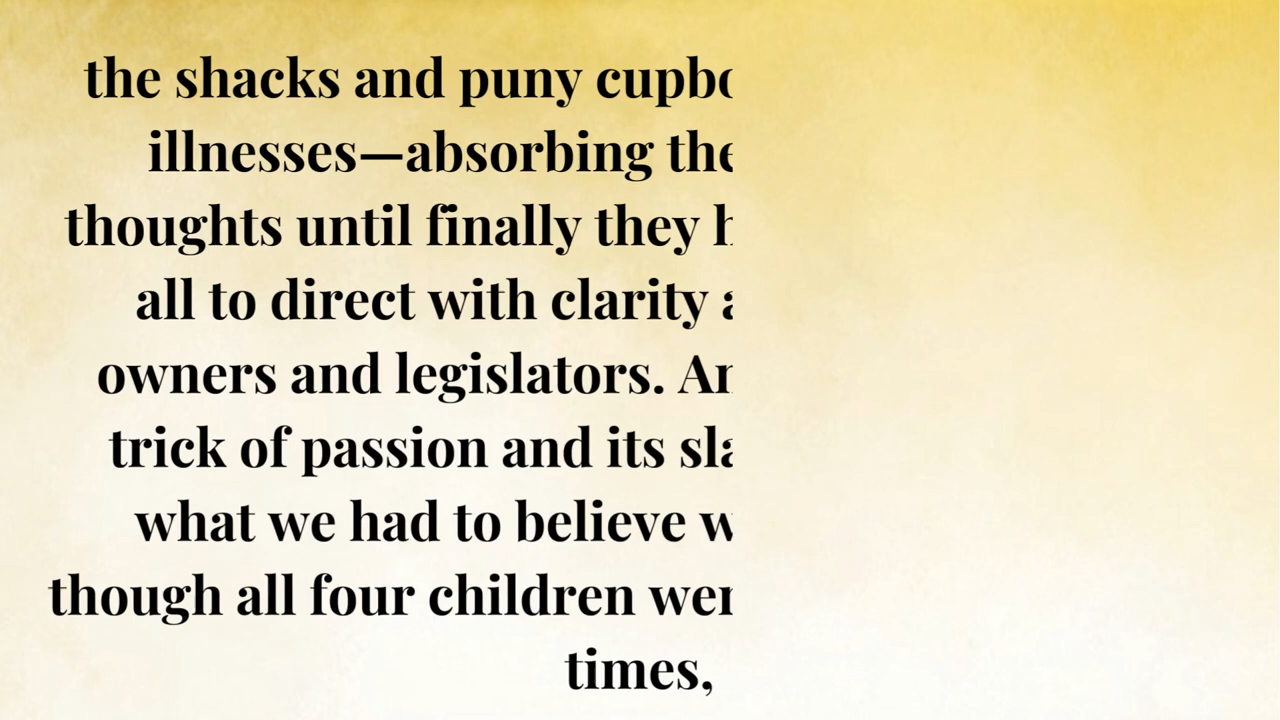 the shacks and puny
illnesses—absorbing
thoughts until finally they
all to direct with clarity
owners and legislators.
trick of passion and its
what we had to believe
though all four children
times,